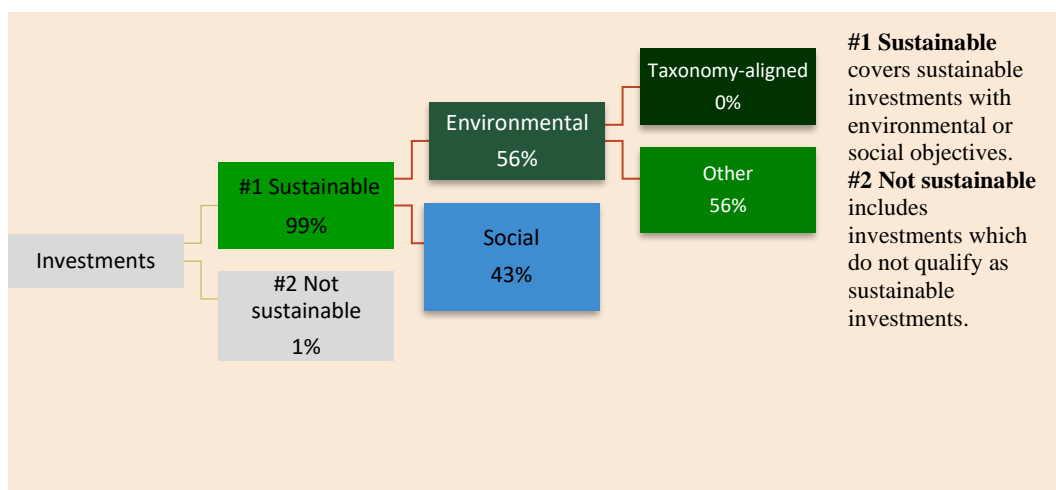 Investments
#1 Sustainable
99%
#2 Not
sustainable
1%
Environmental
56%
Social
43%
Taxonomy-aligned
0%
Other
56%
#1 Sustainable
covers sustainable
investments with
environmental or
social objectives.
#2 Not sustainable
includes
investments which
do not qualify as
sustainable
investments.